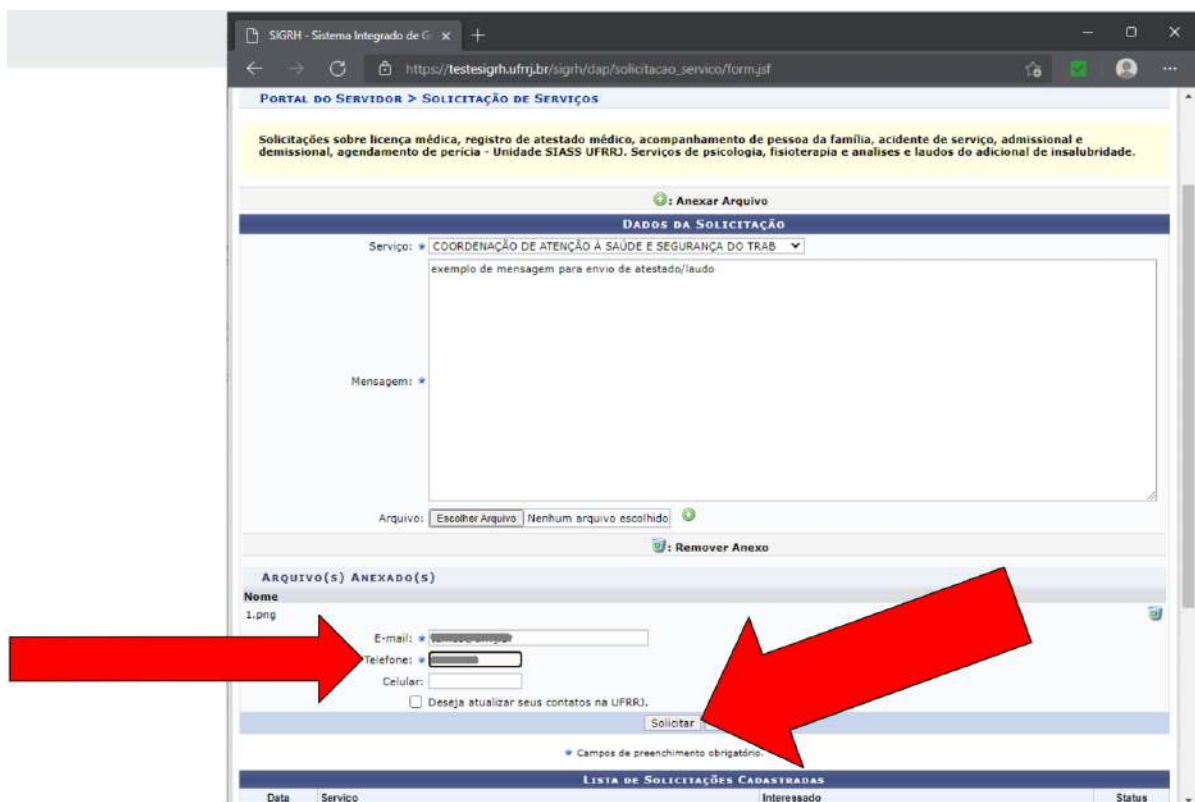 SIGRH - Sistema Integrado de G
https://testesigrh.ufrrj.br/sigrh/dap/solicitacao_servico/form.jsf
PORTAL DO SERVIDOR > SOLICITAÇÃO DE SERVIÇOS
Solicitações sobre licença médica, registro de atestado médico, acompanhamento de pessoa da família, acidente de serviço, admissional e
demissional, agendamento de perícia - Unidade SIASS UFRRJ. Serviços de psicologia, fisioterapia e analises e laudos do adicional de insalubridade.
: Anexar Arquivo
DADOS DA SOLICITAÇÃO
Serviço: COORDENAÇÃO DE ATENÇÃO À SAÚDE E SEGURANÇA DO TRAB
exemplo de mensagem para envio de atestado/laudo
Mensagem:
Arquivo: Escolher Arquivo Nenhum arquivo escolhido
: Remover Anexo
ARQUIVO(S) ANEXADO(S)
Nome
1.png
E-mail:
Telefone:
Celular:
Deseja atualizar seus contatos na UFRRJ.
Solicitar
Campos de preenchimento obrigatório.
LISTA DE SOLICITAÇÕES CADASTRADAS
Data Serviço Interessado Status